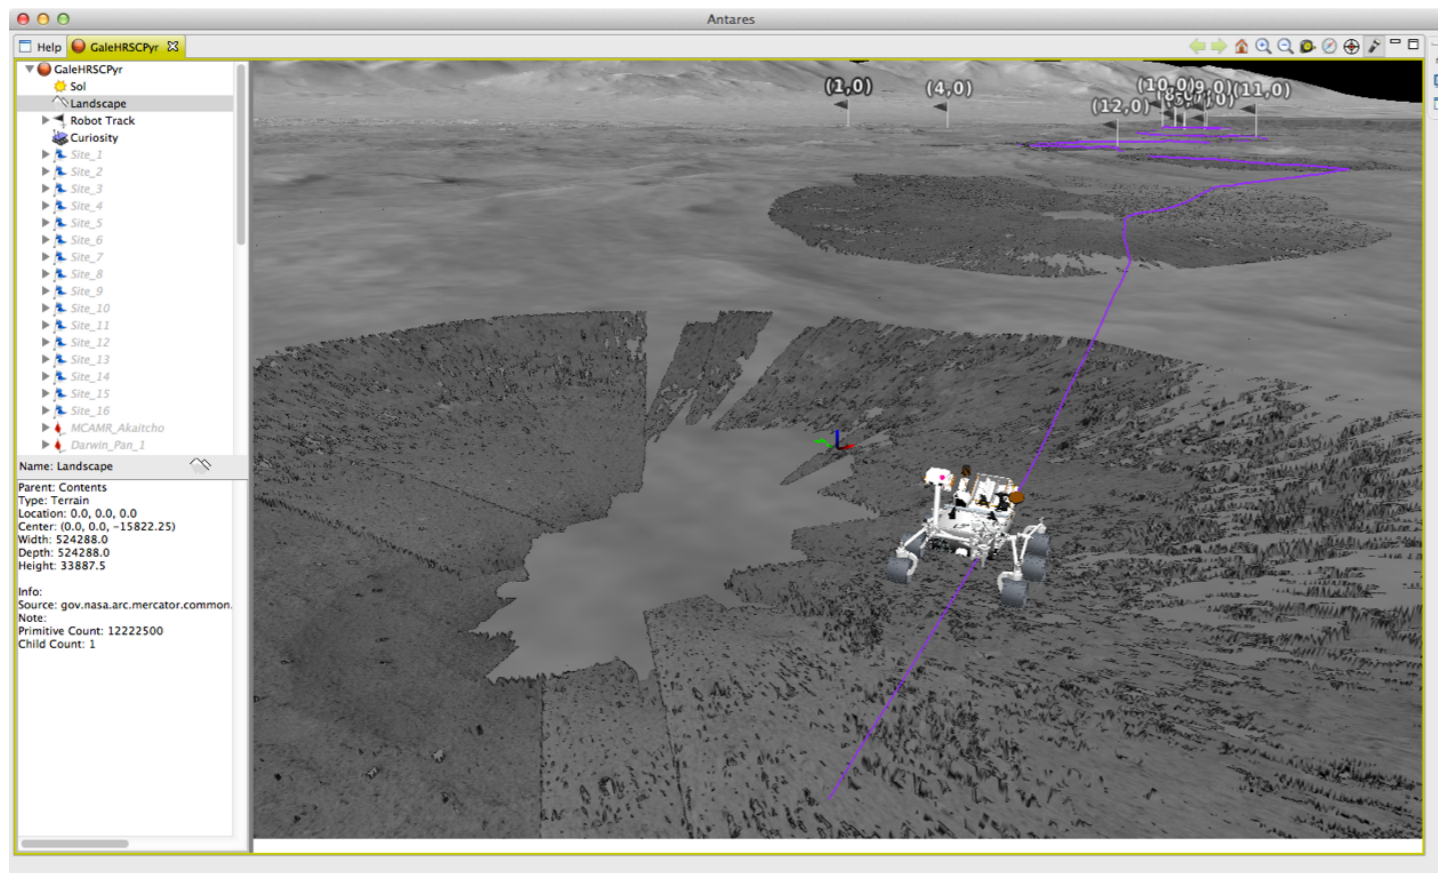 Antares
Help GaleHRSCPyr
GaleHRSCPyr
Sol
Landscape
Robot Track
Curiosity
Site_1
Site_2
Site_3
Site_4
Site_5
Site_6
Site_7
Site_8
Site_9
Site_10
Site_11
Site_12
Site_13
Site_14
Site_15
Site_16
MCAMR_Akaitcho
Darwin_Pan_1
Name: Landscape
Parent: Contents
Type: Terrain
Location: 0.0, 0.0, 0.0
Center: (0.0, 0.0, -15822.25)
Width: 524288.0
Depth: 524288.0
Height: 33887.5
Info:
Source: gov.nasa.arc.mercator.common.
Note:
Primitive Count: 12222500
Child Count: 1
(1,0) (4,0) (10,0) (11,0)
(12,0)